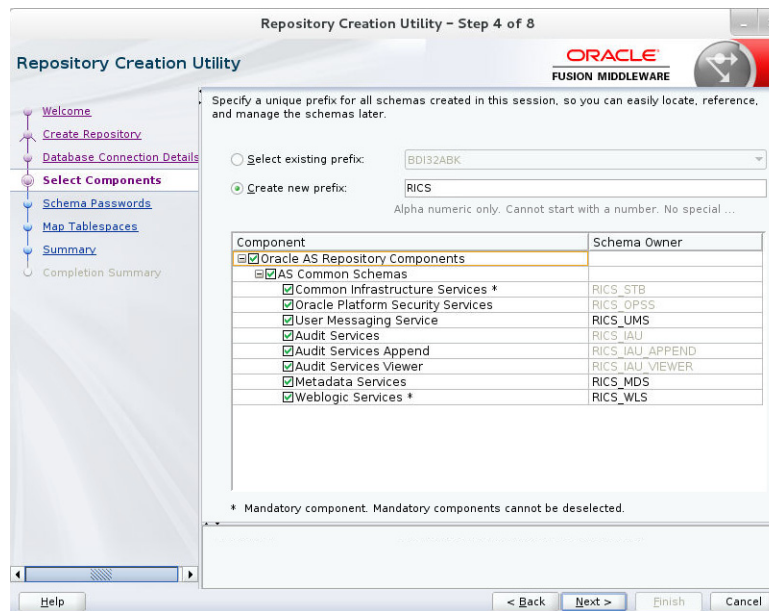 Repository Creation Utility – Step 4 of 8
Repository Creation Utility
ORACLE
FUSION MIDDLEWARE
Welcome
Create Repository
Database Connection Details
Select Components
Schema Passwords
Map Tablespaces
Summary
Completion Summary
Specify a unique prefix for all schemas created in this session, so you can easily locate, reference,
and manage the schemas later.
Select existing prefix: BDI32ABK
Create new prefix: RICS
Alpha numeric only. Cannot start with a number. No special ...
Component Schema Owner
Oracle AS Repository Components
AS Common Schemas
Common Infrastructure Services * RICS_STB
Oracle Platform Security Services RICS_OPSS
User Messaging Service RICS_UMS
Audit Services RICS_IAU
Audit Services Append RICS_IAU_APPEND
Audit Services Viewer RICS_IAU_VIEWER
Metadata Services RICS_MDS
Weblogic Services * RICS_WLS
* Mandatory component. Mandatory components cannot be deselected.
Help < Back Next > Finish Cancel